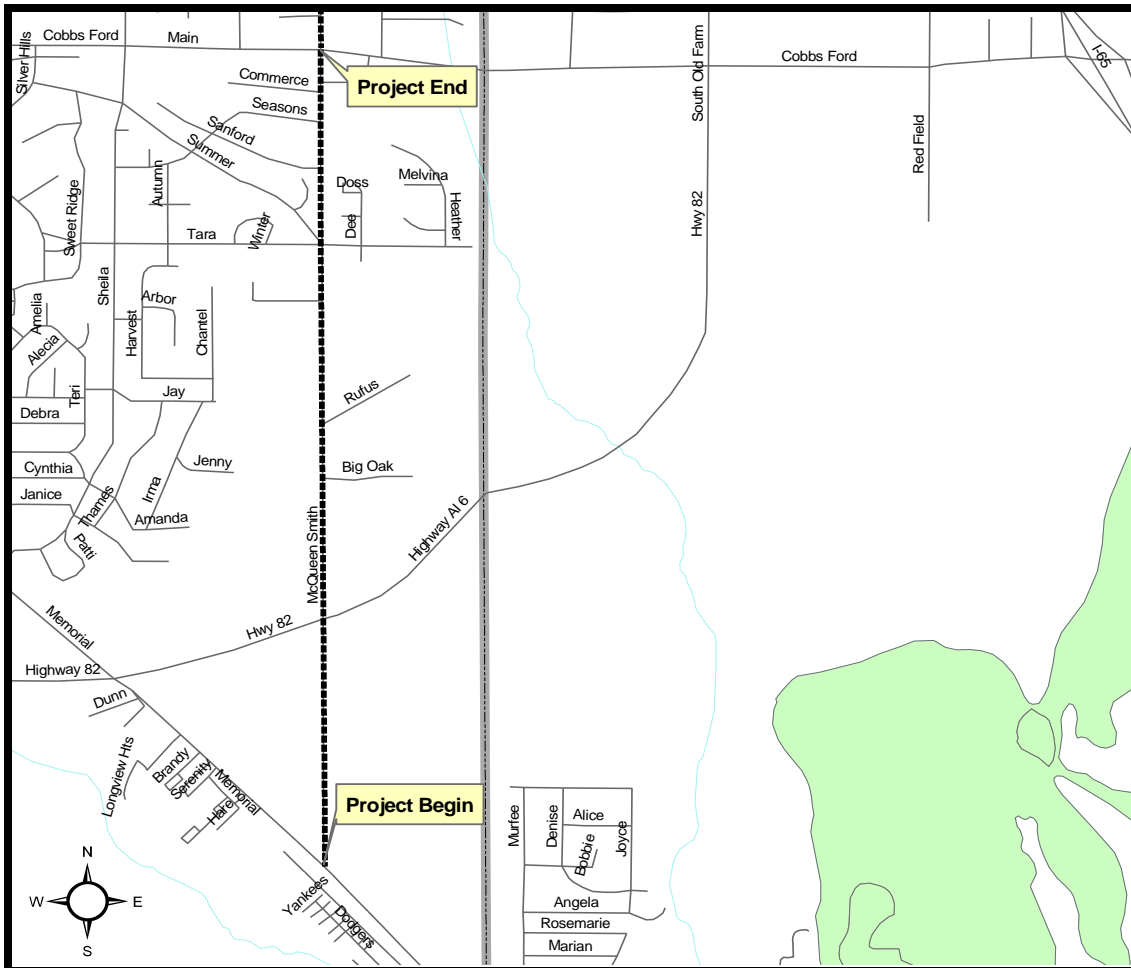 Cobbs Ford
Main
Silver Hills
Commerce
Project End
South Old Farm
Cobbs Ford
I-65
Seasons
Sanford
Summer
Red Field
Autumn
Doss
Melvina
Sweet Ridge
Winter
Dee
Heather
Hwy 82
Tara
Sheila
Amelia
Arbor
Harvest
Chantel
Alecia
Teri
Jay
Rufus
Debra
Cynthia
Jenny
Big Oak
Janice
Thames
Irma
Amanda
Highway Al 6
Patti
McQueen Smith
Memorial
Hwy 82
Highway 82
Dunn
Longview Hts
Brandy
Serenity
Memorial
Hare
Project Begin
Murfee
Denise
Alice
Bobbie
Joyce
N
W
E
S
Yankees
Dodgers
Angela
Rosemarie
Marian